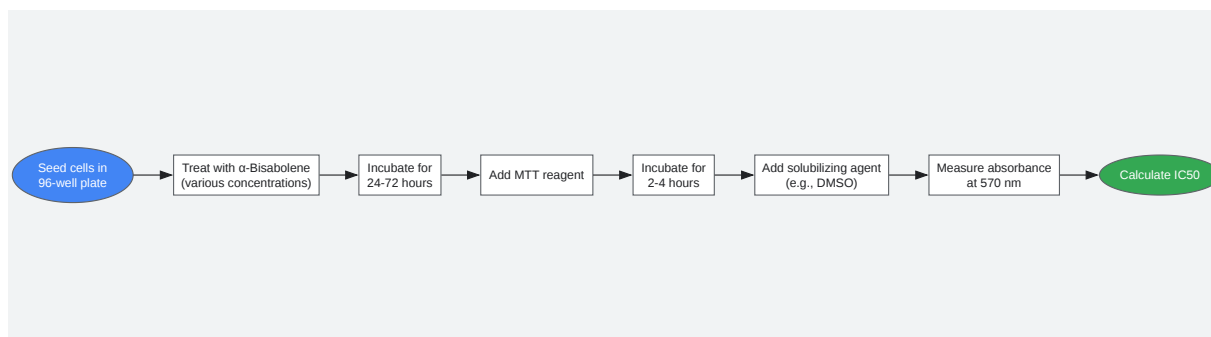 Seed cells in
96-well plate
Treat with α-Bisabolene
(various concentrations)
Incubate for
24-72 hours
Add MTT reagent
Incubate for
2-4 hours
Add solubilizing agent
(e.g., DMSO)
Measure absorbance
at 570 nm
Calculate IC50